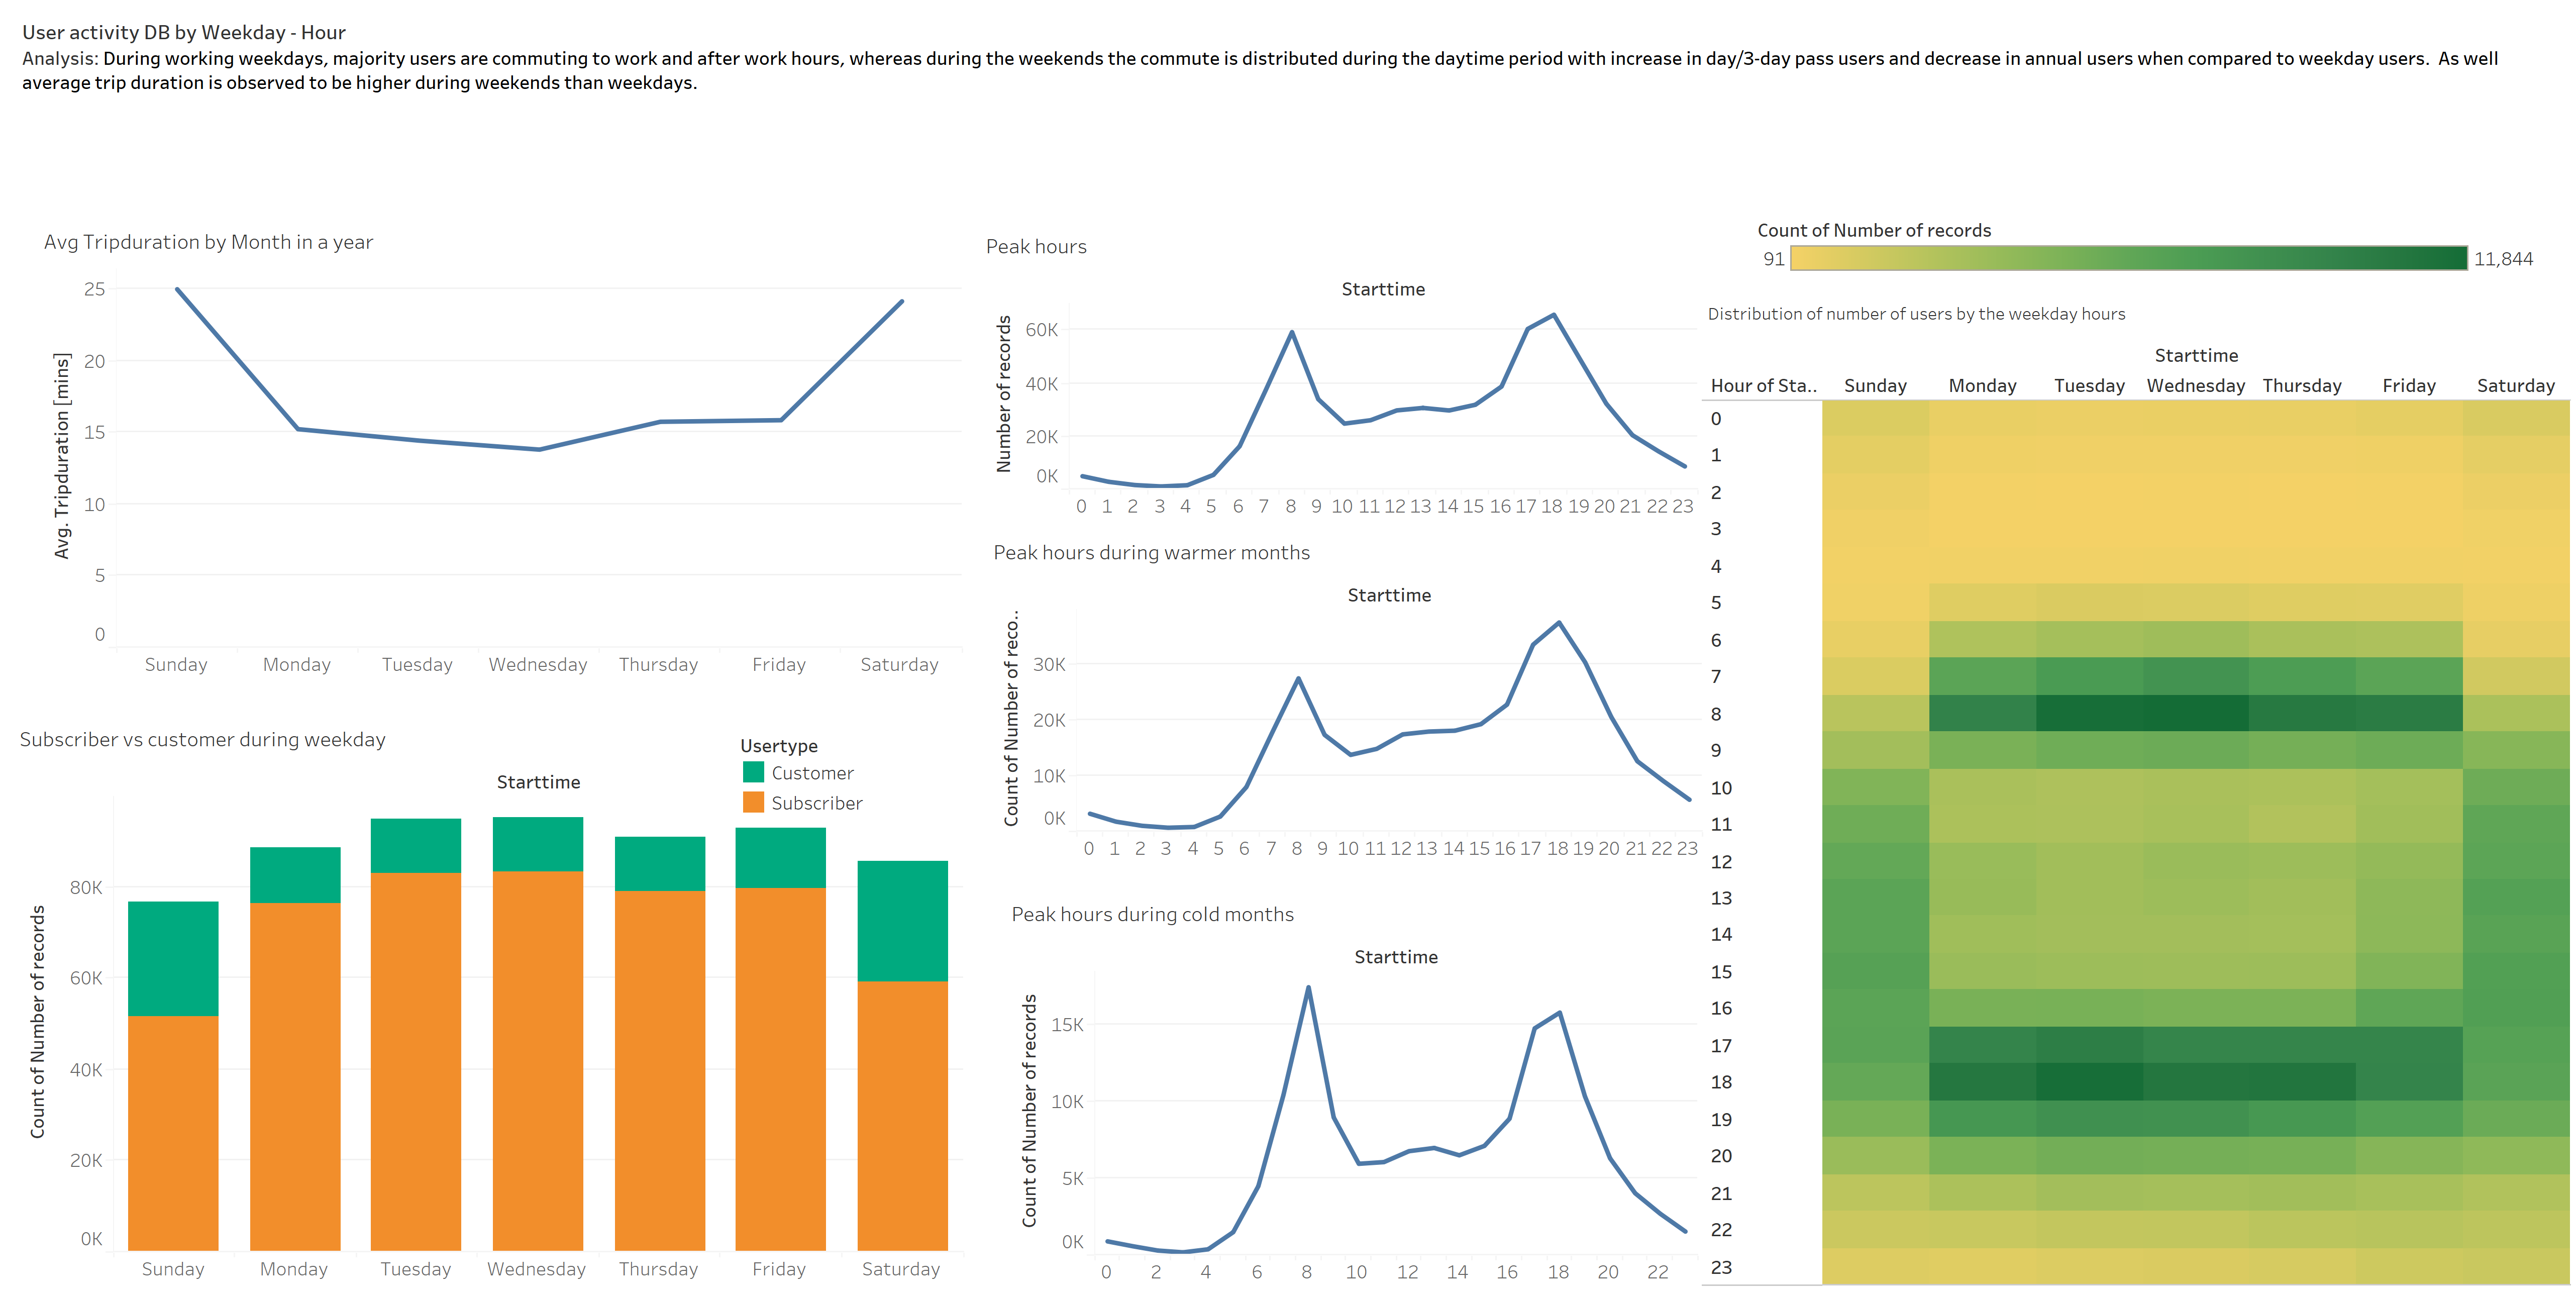 User activity DB by Weekday - Hour
Analysis: During working weekdays, majority users are commuting to work and after work hours, whereas during the weekends the commute is distributed during the daytime period with increase in day/3-day pass users and decrease in annual users when compared to weekday users.  As well
average trip duration is observed to be higher during weekends than weekdays.
Avg Tripduration by Month in a year
Avg. Tripduration [mins]
25
20
15
10
5
0
Sunday Monday Tuesday Wednesday Thursday Friday Saturday
Subscriber vs customer during weekday
Usertype
Customer
Subscriber
Starttime
Count of Number of records
80K
60K
40K
20K
0K
Sunday Monday Tuesday Wednesday Thursday Friday Saturday
Peak hours
Starttime
Number of records
60K
40K
20K
0K
0 1 2 3 4 5 6 7 8 9 10 11 12 13 14 15 16 17 18 19 20 21 22 23
Peak hours during warmer months
Starttime
Count of Number of reco..
30K
20K
10K
0K
0 1 2 3 4 5 6 7 8 9 10 11 12 13 14 15 16 17 18 19 20 21 22 23
Peak hours during cold months
Starttime
Count of Number of records
15K
10K
5K
0K
0 2 4 6 8 10 12 14 16 18 20 22
Count of Number of records
91 11,844
Distribution of number of users by the weekday hours
Starttime
Hour of Sta.. Sunday Monday Tuesday Wednesday Thursday Friday Saturday
0
1
2
3
4
5
6
7
8
9
10
11
12
13
14
15
16
17
18
19
20
21
22
23